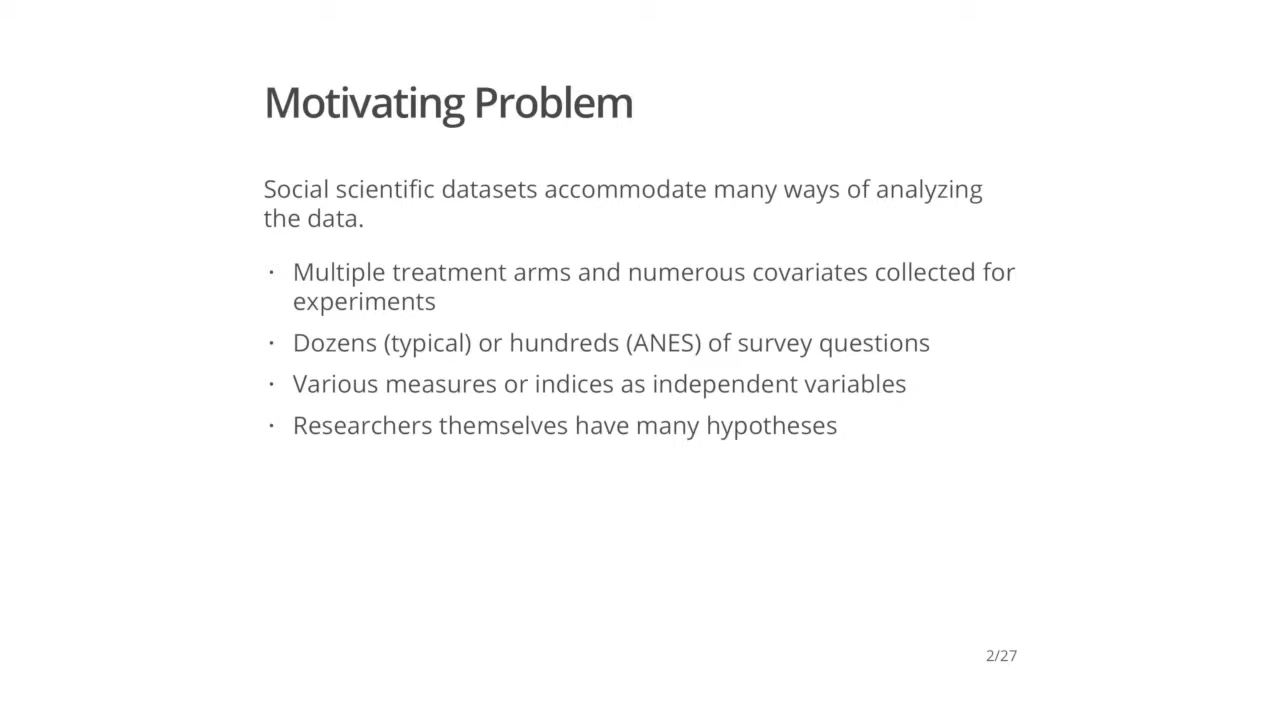 Motivating Problem
Social scientific datasets accommodate many ways of analyzing
the data.
· Multiple treatment arms and numerous covariates collected for
experiments
· Dozens (typical) or hundreds (ANES) of survey questions
· Various measures or indices as independent variables
· Researchers themselves have many hypotheses
2/27